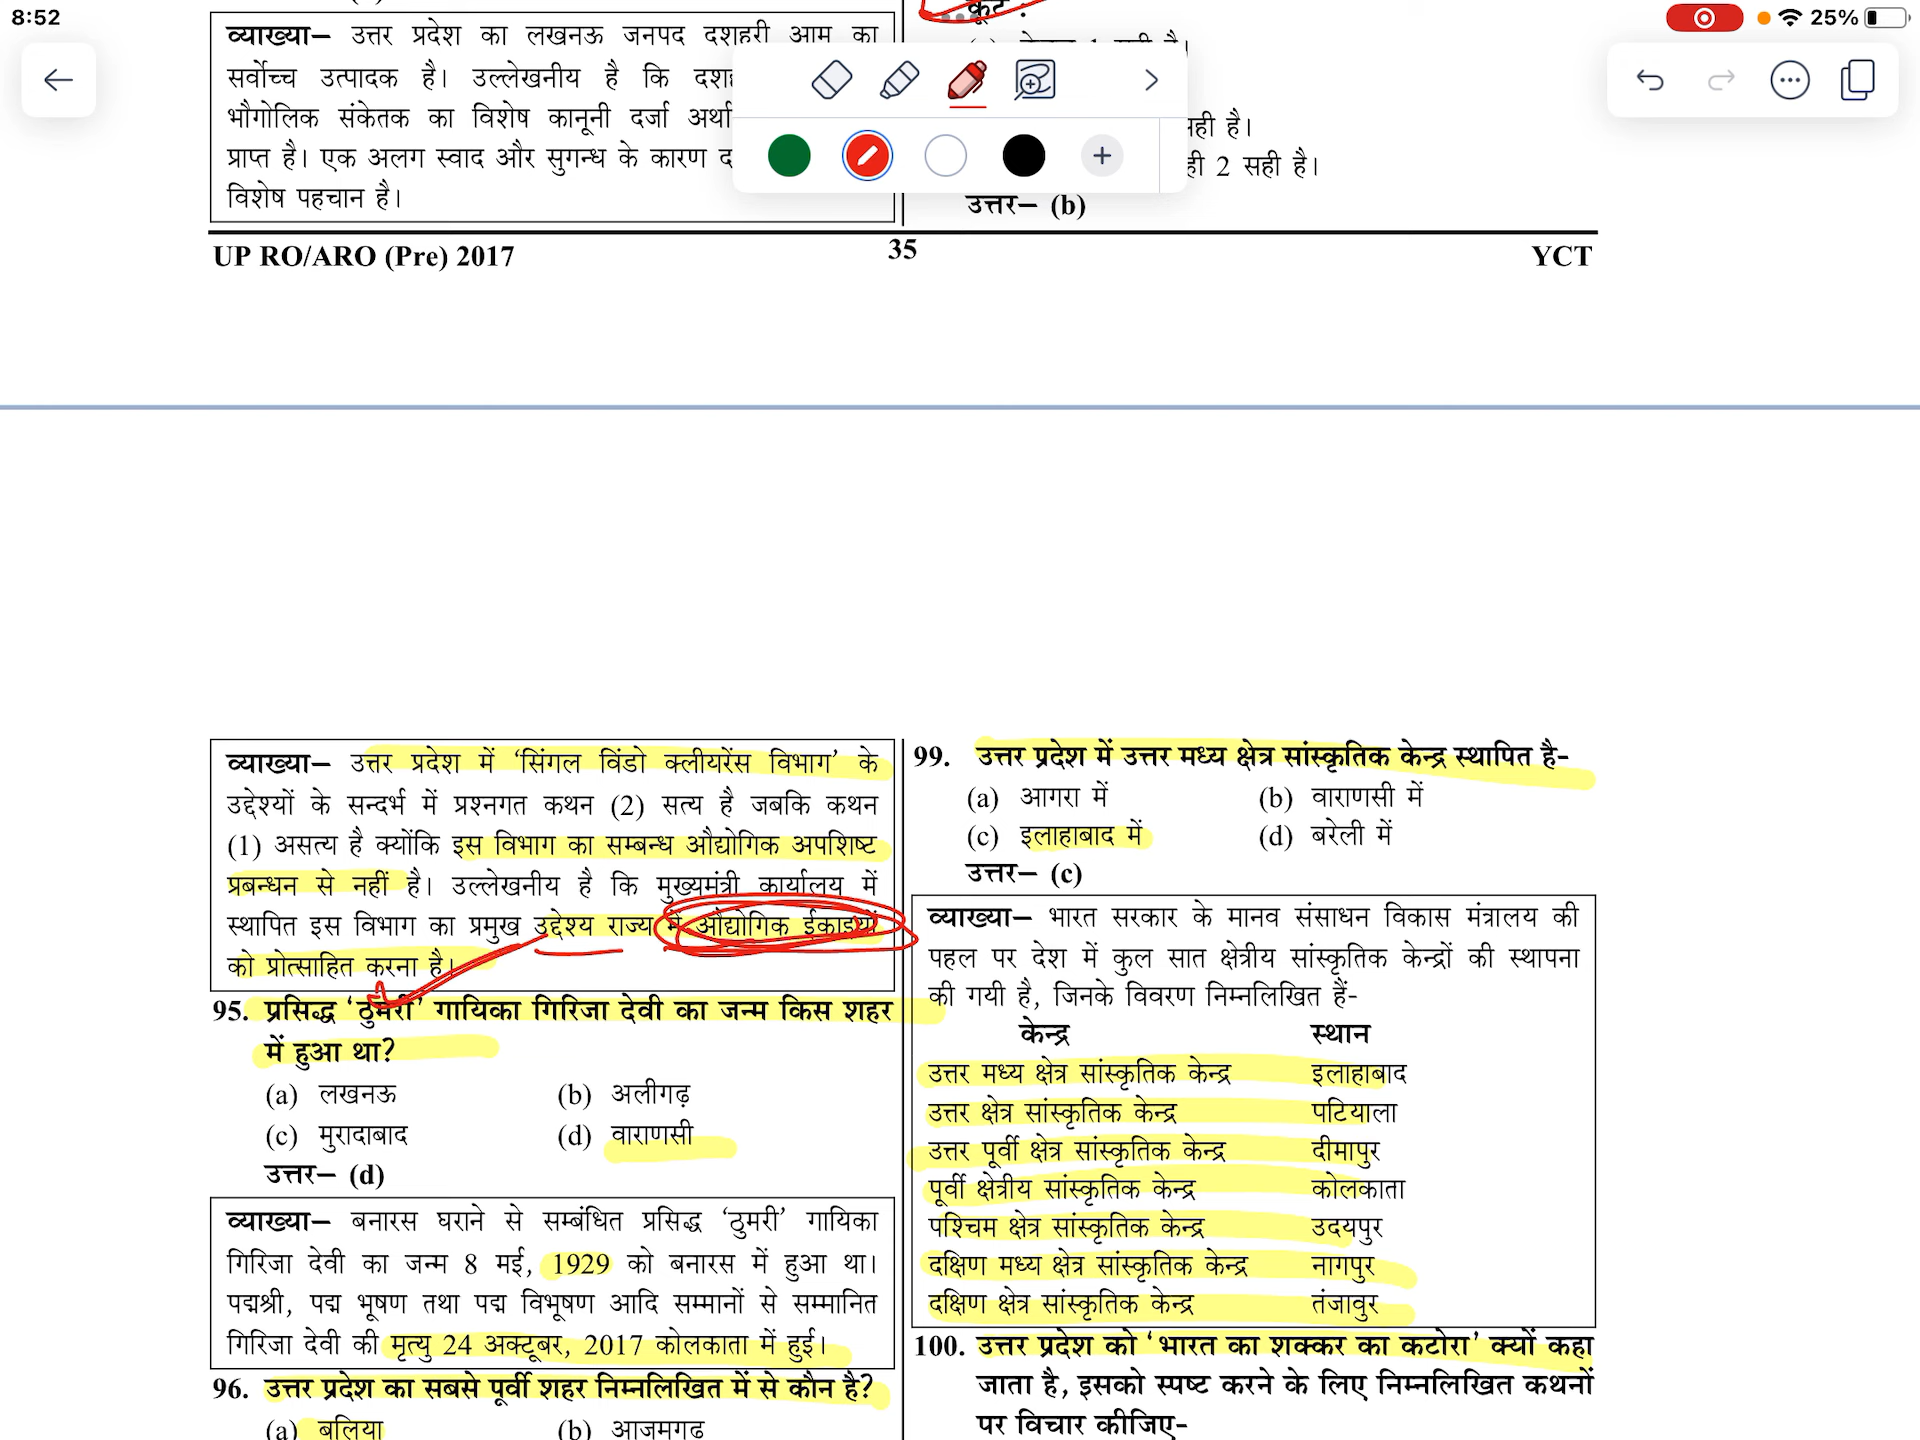 8:52
25%
व्याख्या– उत्तर प्रदेश का लखनऊ जनपद दशहरी आम का
सर्वोच्च उत्पादक है। उल्लेखनीय है कि
भौगोलिक संकेतक का विशेष कानूनी दर्जा
प्राप्त है। एक अलग स्वाद और सुगन्ध के कारण
विशेष पहचान है।
कूट :
सही है।
ही 2 सही है।
उत्तर– (b)
UP RO/ARO (Pre) 2017
35
YCT
व्याख्या– उत्तर प्रदेश में ‘सिंगल विंडो क्लीयरेंस विभाग’ के
उद्देश्यों के सन्दर्भ में प्रश्नगत कथन (2) सत्य है जबकि कथन
(1) असत्य है क्योंकि इस विभाग का सम्बन्ध औद्योगिक अपशिष्ट
प्रबन्धन से नहीं है। उल्लेखनीय है कि मुख्यमंत्री कार्यालय में
स्थापित इस विभाग का प्रमुख उद्देश्य राज्य में औद्योगिक ईकाइयों
को प्रोत्साहित करना है।
95. प्रसिद्ध ‘ठुमरी’ गायिका गिरिजा देवी का जन्म किस शहर
में हुआ था?
(a) लखनऊ (b) अलीगढ़
(c) मुरादाबाद (d) वाराणसी
उत्तर– (d)
व्याख्या– बनारस घराने से सम्बंधित प्रसिद्ध ‘ठुमरी’ गायिका
गिरिजा देवी का जन्म 8 मई, 1929 को बनारस में हुआ था।
पद्मश्री, पद्म भूषण तथा पद्म विभूषण आदि सम्मानों से सम्मानित
गिरिजा देवी की मृत्यु 24 अक्टूबर, 2017 कोलकाता में हुई।
96. उत्तर प्रदेश का सबसे पूर्वी शहर निम्नलिखित में से कौन है?
(a) बलिया (b) आजमगढ़
99. उत्तर प्रदेश में उत्तर मध्य क्षेत्र सांस्कृतिक केन्द्र स्थापित है-
(a) आगरा में (b) वाराणसी में
(c) इलाहाबाद में (d) बरेली में
उत्तर– (c)
व्याख्या– भारत सरकार के मानव संसाधन विकास मंत्रालय की
पहल पर देश में कुल सात क्षेत्रीय सांस्कृतिक केन्द्रों की स्थापना
की गयी है, जिनके विवरण निम्नलिखित हैं-
केन्द्र स्थान
उत्तर मध्य क्षेत्र सांस्कृतिक केन्द्र इलाहाबाद
उत्तर क्षेत्र सांस्कृतिक केन्द्र पटियाला
उत्तर पूर्वी क्षेत्र सांस्कृतिक केन्द्र दीमापुर
पूर्वी क्षेत्रीय सांस्कृतिक केन्द्र कोलकाता
पश्चिम क्षेत्र सांस्कृतिक केन्द्र उदयपुर
दक्षिण मध्य क्षेत्र सांस्कृतिक केन्द्र नागपुर
दक्षिण क्षेत्र सांस्कृतिक केन्द्र तंजावुर
100. उत्तर प्रदेश को ‘भारत का शक्कर का कटोरा’ क्यों कहा
जाता है, इसको स्पष्ट करने के लिए निम्नलिखित कथनों
पर विचार कीजिए-